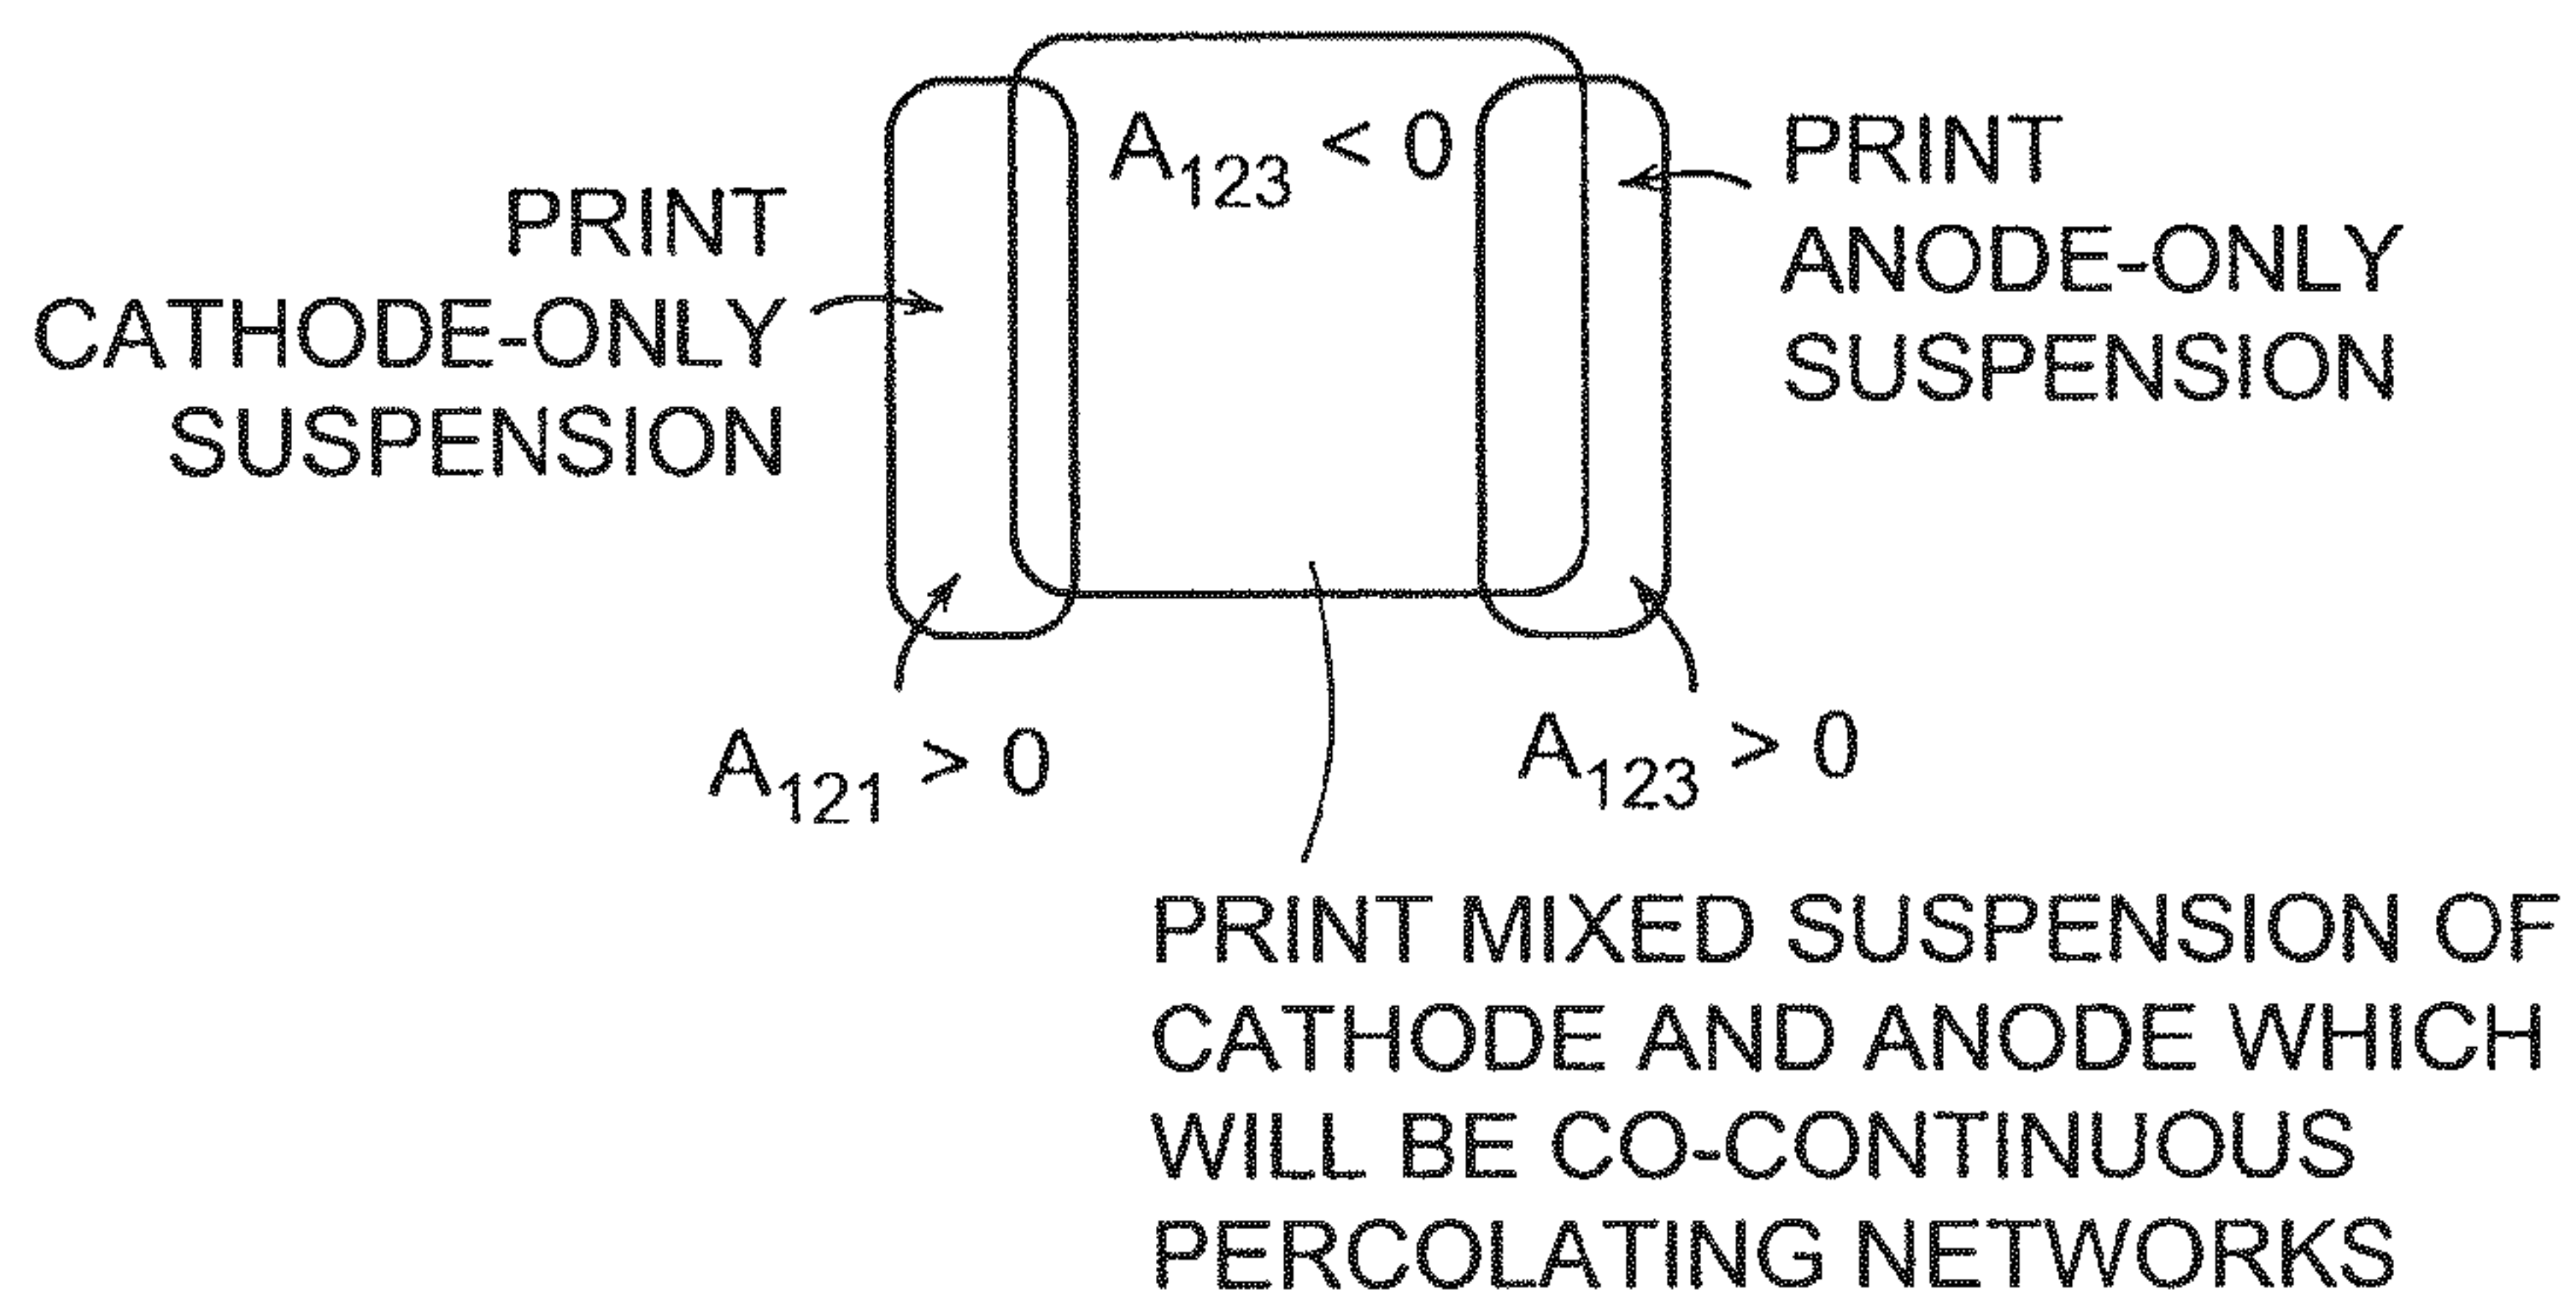 PRINT
CATHODE-ONLY
SUSPENSION
A₁₂₃ < 0
PRINT
ANODE-ONLY
SUSPENSION
A₁₂₁ > 0
A₁₂₃ > 0
PRINT MIXED SUSPENSION OF
CATHODE AND ANODE WHICH
WILL BE CO-CONTINUOUS
PERCOLATING NETWORKS